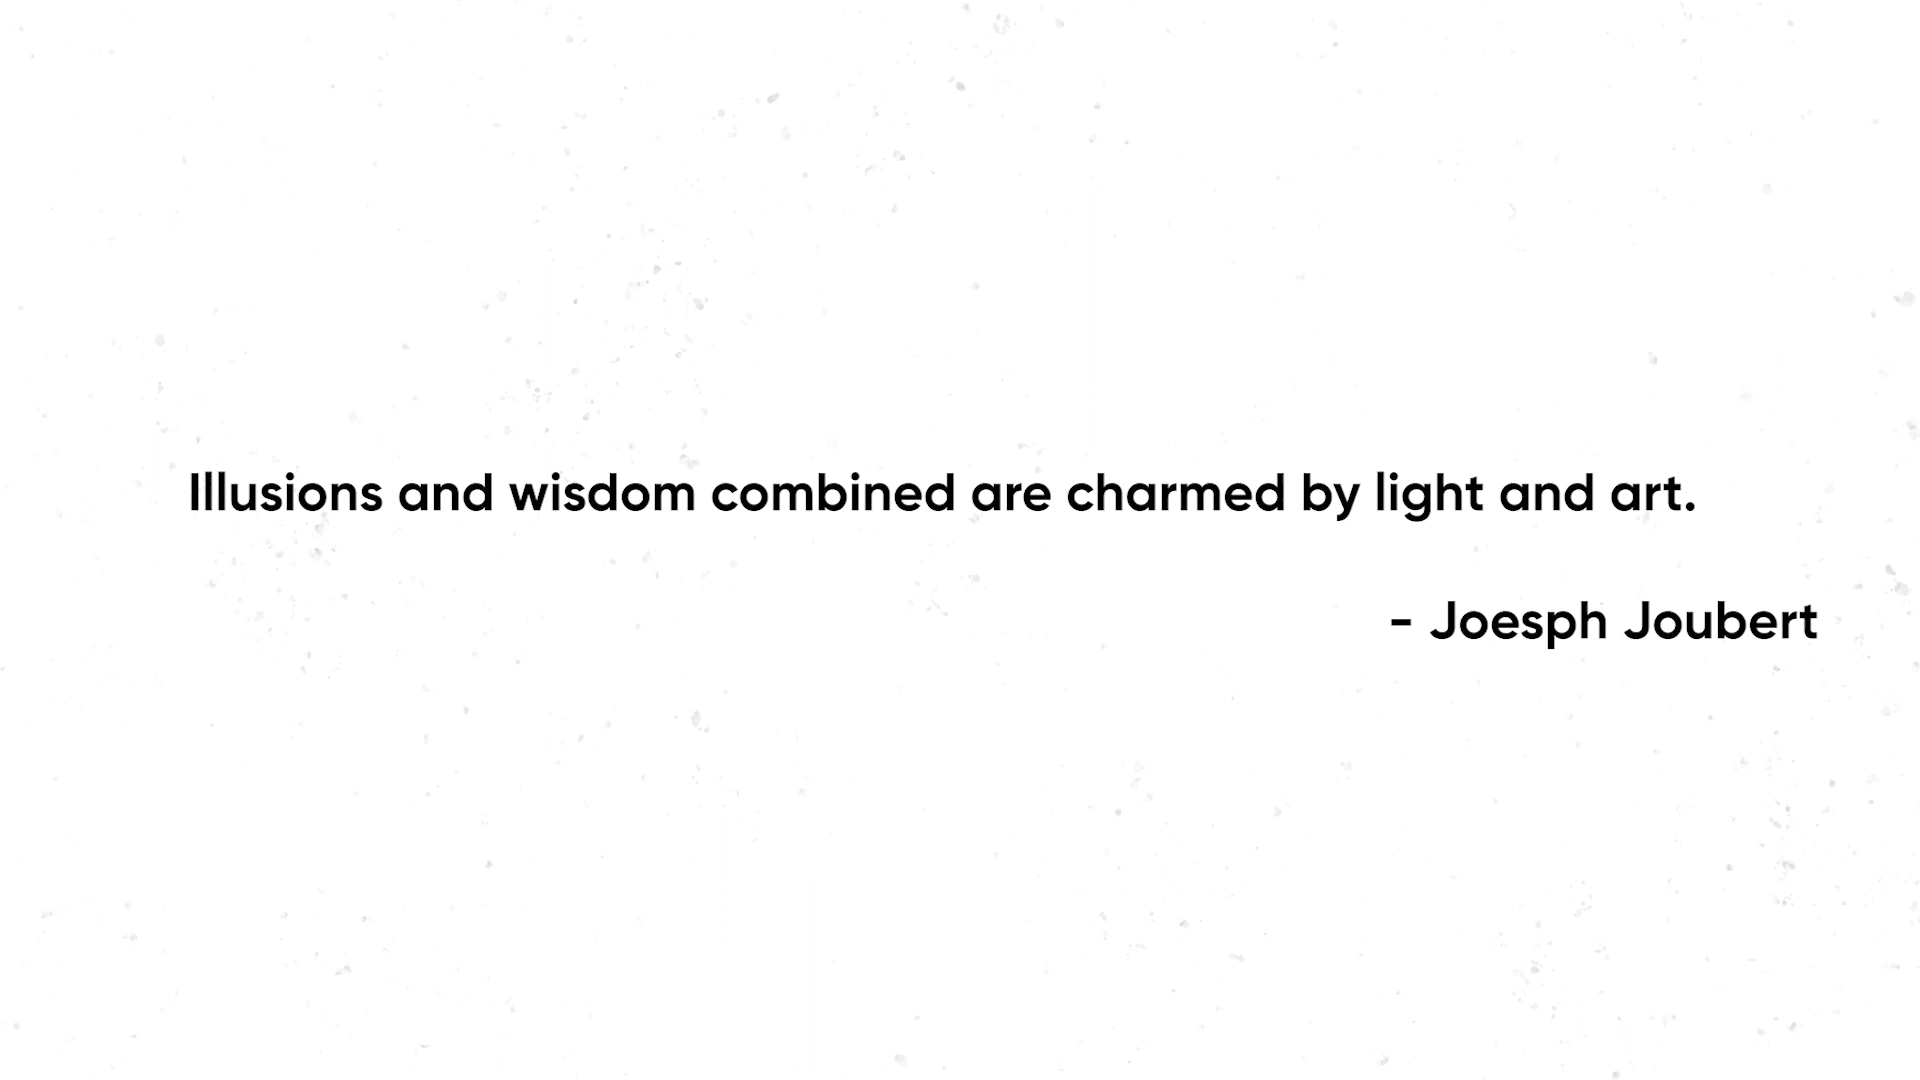 Illusions and wisdom combined are charmed by light and art.
- Joesph Joubert